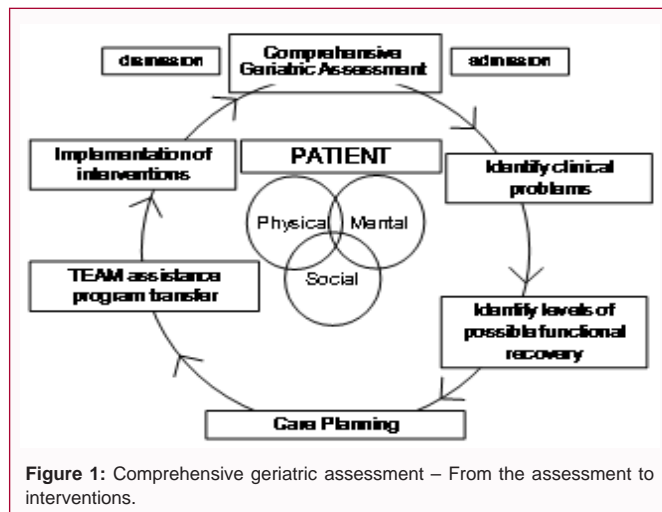 Comprehensive
Geriatric Assessment
dismission
admission
Implementation of
interventions
PATIENT
Identify clinical
problems
Physical
Mental
Social
TEAM assistance
program transfer
Identify levels of
possible functional
recovery
Care Planning
Figure 1: Comprehensive geriatric assessment – From the assessment to
interventions.